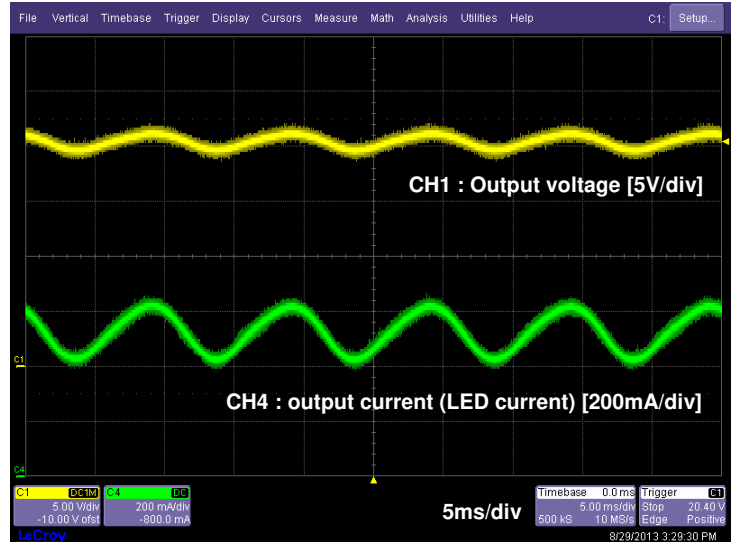 File Vertical Timebase Trigger Display Cursors Measure Math Analysis Utilities Help C1: Setup...
CH1 : Output voltage [5V/div]
C1
CH4 : output current (LED current) [200mA/div]
C4
C1 DC1M C4 DC Timebase 0.0 ms Trigger C1
5.00 V/div 200 mA/div 5ms/div 5.00 ms/div Stop 20.40 V
-10.00 V ofst -800.0 mA 500 kS 10 MS/s Edge Positive
LeCroy 8/29/2013 3:29:30 PM